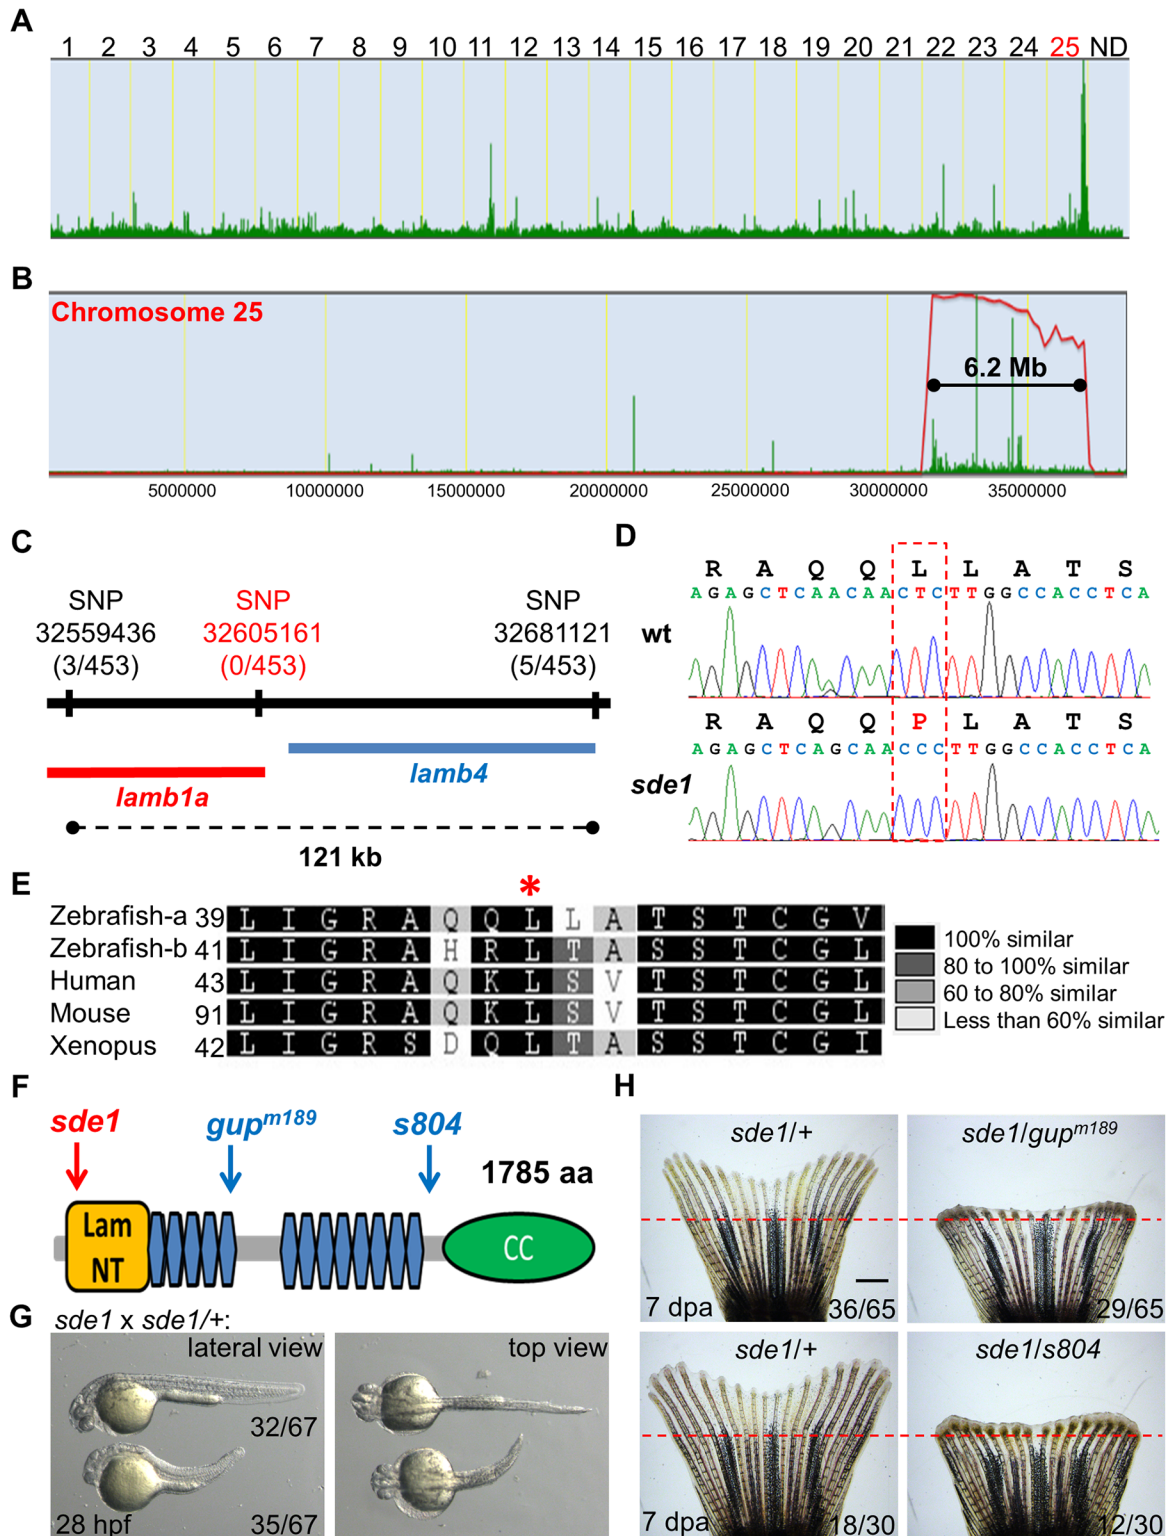 A
1 2 3 4 5 6 7 8 9 10 11 12 13 14 15 16 17 18 19 20 21 22 23 24 25 ND
B
Chromosome 25
6.2 Mb
5000000 10000000 15000000 20000000 25000000 30000000 35000000
C
SNP SNP SNP
32559436 32605161 32681121
(3/453) (0/453) (5/453)
lamb4
lamb1a
121 kb
D
R A Q Q L L A T S
A G A G C T C A A C A A C T C T T G G C C A C C T C A
wt
R A Q Q P L A T S
A G A G C T C A G C A A C C C T T G G C C A C C T C A
sde1
E
*
Zebrafish-a 39 L I G R A Q Q L L A T S T C G V
Zebrafish-b 41 L I G R A H R L T A S S T C G L
Human 43 L I G R A Q K L S V T S T C G L
Mouse 91 L I G R A Q K L S V T S T C G L
Xenopus 42 L I G R S D Q L T A S S T C G I
100% similar
80 to 100% similar
60 to 80% similar
Less than 60% similar
F
sde1 gupm189 s804
1785 aa
Lam
NT
CC
G
sde1 x sde1/+:
lateral view
32/67
28 hpf 35/67
top view
H
sde1/+
7 dpa 36/65
sde1/gupm189
29/65
sde1/+
7 dpa 18/30
sde1/s804
12/30